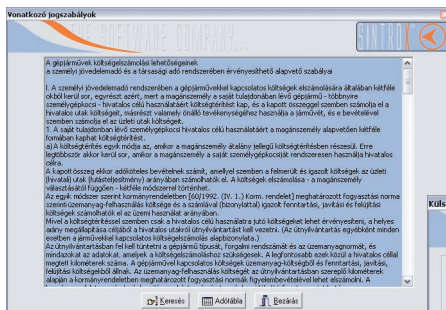 Vonatkozó jogszabályok
THE SOFTWARE COMPANY...
A gépjárművek költségelszámolási lehetőségeinek
a személyi jövedelemadó és a társasági adó rendszerében érvényesíthető alapvető szabályai
I. A személyi jövedelemadó rendszerében a gépjárművekkel kapcsolatos költségek elszámolására általában kétféle
okból kerül sor, egyrészt azért, mert a magánszemély a saját tulajdonában lévő gépjármű - többnyire
személygépkocsi - hivatalos célú használatáért költségtérítést kap, és a kapott összeggel szemben számolja el a
hivatalos utak költségeit, másrészt valamely önálló tevékenységéhez használja a járművét, és e bevételével
szemben számolja el az üzleti utak költségeit.
1. A saját tulajdonban lévő személygépkocsi hivatalos célú használatáért a magánszemély alapvetően kétféle
formában kaphat költségtérítést.
a)A költségtérítés egyik módja az, amikor a magánszemély átalány jellegű költségtérítésben részesül. Erre
legtöbbször akkor kerül sor, amikor a magánszemély a saját személygépkocsiját rendszeresen használja hivatalos
célra.
A kapott összeg ekkor adóköteles bevételnek számít, amellyel szemben a felmerült és igazolt költségek az üzleti
(hivatali) utak (futásteljesítmény) arányában számolhatók el. A költségek elszámolása - a magánszemély
választásától függően - kétféle módszerrel történhet.
Az egyik módszer szerint kormányrendeletben [60/1992. (IV. 1.) Korm. rendelet] meghatározott fogyasztási norma
szerinti üzemanyag-felhasználás költsége és a számlával (bizonylattal) igazolt fenntartási, javítási és felújítási
költségek számolhatók el az üzemi használat arányában.
Mivel a költségtérítéssel szemben csak a hivatalos célú használatra jutó költségeket lehet érvényesíteni, a helyes
arány megállapítása céljából a hivatalos utakról útnyilvántartást kell vezetni. (Az útnyilvántartás egyébként minden
esetben a járművekkel kapcsolatos költségelszámolás alapbizonylata.)
Az útnyilvántartásban fel kell tüntetni a gépjármű típusát, forgalmi rendszámát és az üzemanyagnormát, és
mindazokat az adatokat, amelyek a költségelszámoláshoz szükségesek. A legfontosabb ezek közül a hivatalos céllal
megtett kilométerek száma. A gépjárművel kapcsolatos költségek üzemanyag-költségből és fenntartási, javítási,
felújítási költségekből állnak. Az üzemanyag-felhasználás költségét az útnyilvántartásban szereplő kilométerek
alapján a kormányrendeletben meghatározott fogyasztási normák figyelembevételével lehet elszámolni. A
Keresés
Adótábla
Bezárás
Küls